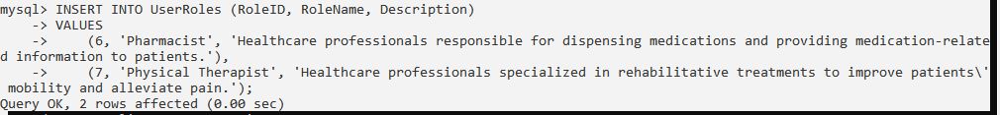 mysql> INSERT INTO UserRoles (RoleID, RoleName, Description)
    -> VALUES
    ->     (6, 'Pharmacist', 'Healthcare professionals responsible for dispensing medications and providing medication-relate
d information to patients.'),
    ->     (7, 'Physical Therapist', 'Healthcare professionals specialized in rehabilitative treatments to improve patients\'
 mobility and alleviate pain.');
Query OK, 2 rows affected (0.00 sec)